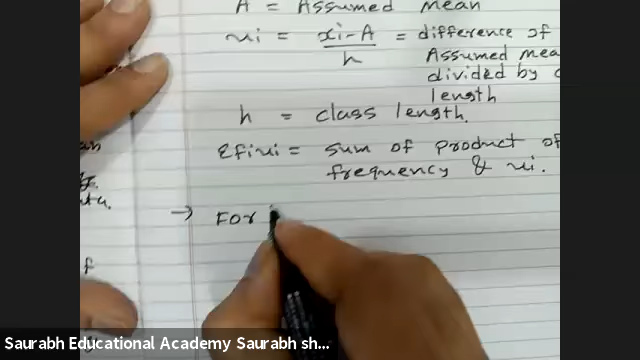 A = Assumed mean
ui = xi-A / h = difference of
Assumed mea
divided by c
length
h = class length.
Σfiui = sum of product of
frequency & ui.
→ For
f
Saurabh Educational Academy Saurabh sh...